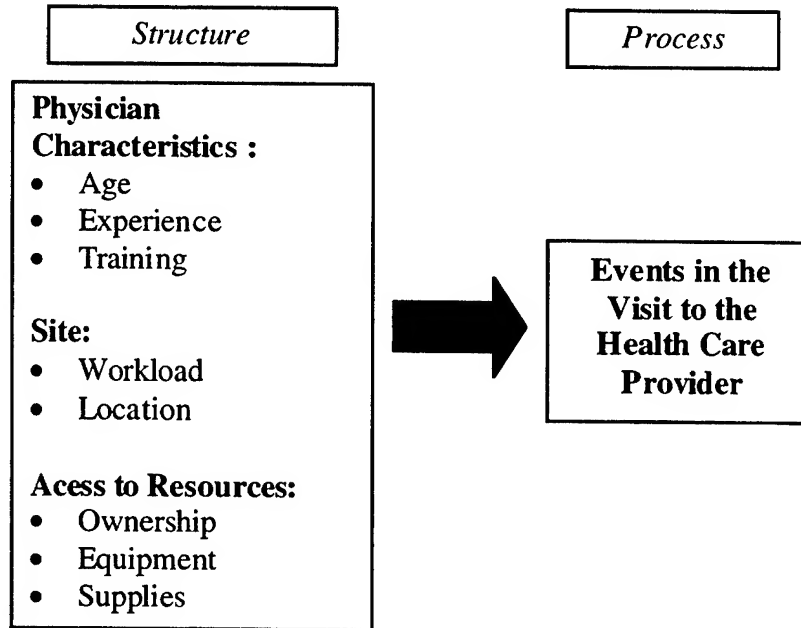 Structure
Process
Physician
Characteristics :
• Age
• Experience
• Training
Site:
• Workload
• Location
Acess to Resources:
• Ownership
• Equipment
• Supplies
Events in the
Visit to the
Health Care
Provider